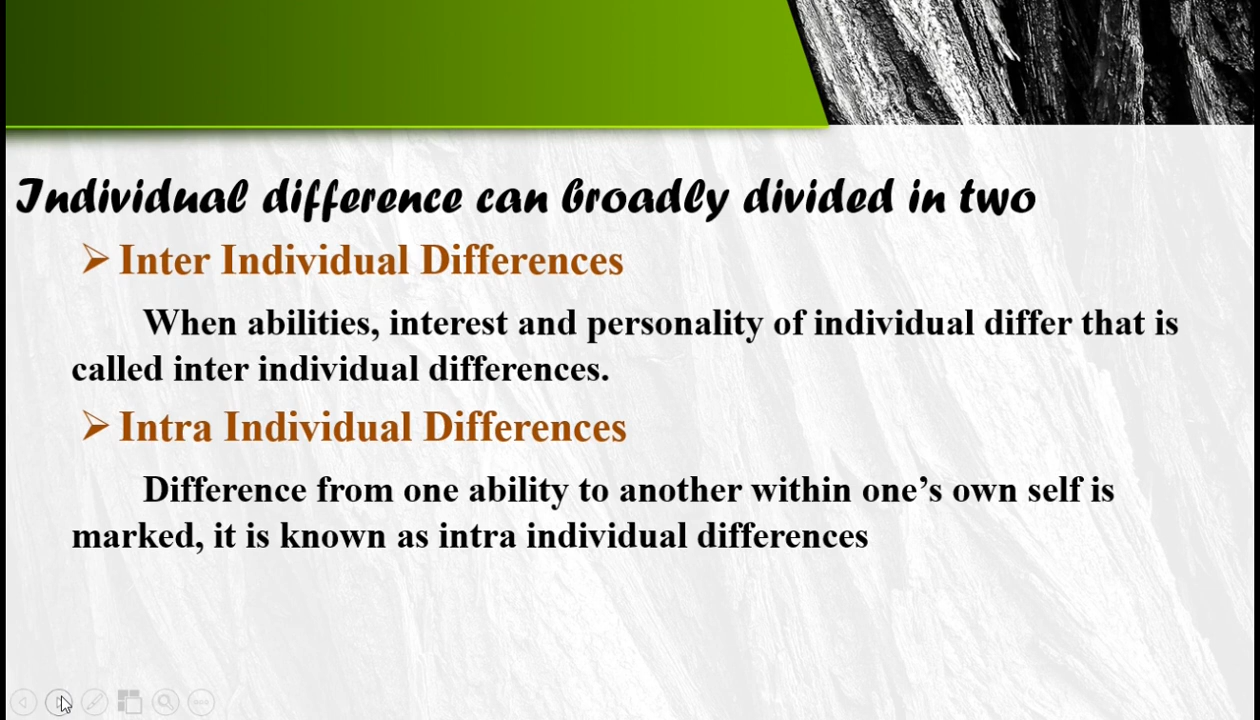 Individual difference can broadly divided in two
➢ Inter Individual Differences
When abilities, interest and personality of individual differ that is
called inter individual differences.
➢ Intra Individual Differences
Difference from one ability to another within one’s own self is
marked, it is known as intra individual differences